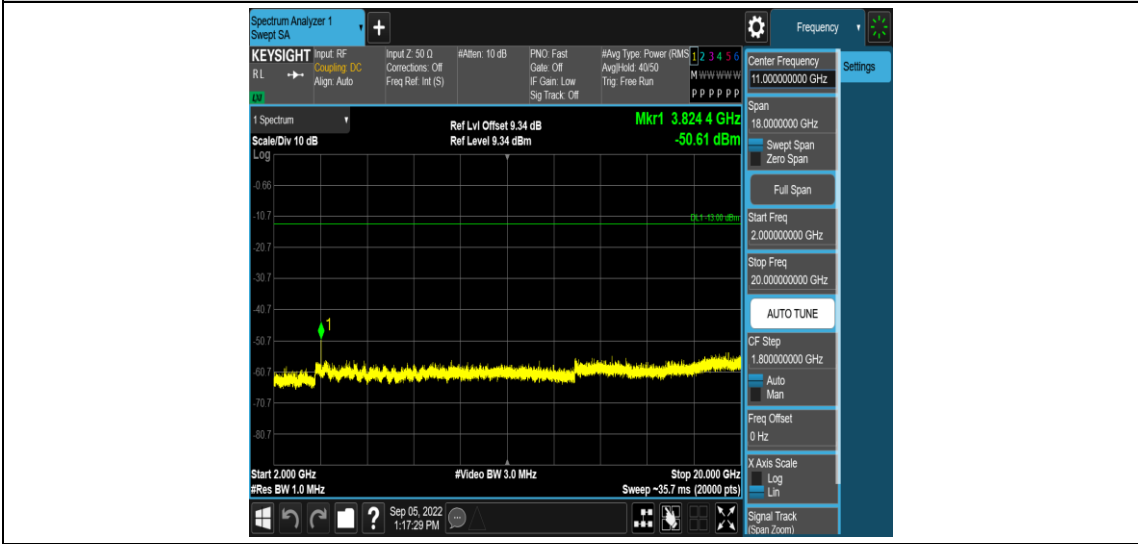 Spectrum Analyzer 1
Swept SA
+
Frequency
KEYSIGHT
RL
Input: RF
Coupling: DC
Align: Auto
Input Z: 50 Ω
Corrections: Off
Freq Ref: Int (S)
#Atten: 10 dB
PNO: Fast
Gate: Off
IF Gain: Low
Sig Track: Off
#Avg Type: Power (RMS
Avg|Hold: 40/50
Trig: Free Run
1 2 3 4 5 6
M W W W W W
P P P P P P
1 Spectrum
Scale/Div 10 dB
Log
Ref Lvl Offset 9.34 dB
Ref Level 9.34 dBm
Mkr1 3.824 4 GHz
-50.61 dBm
-0.66
-10.7
DL1 -13.00 dBm
-20.7
-30.7
-40.7
1
-50.7
-60.7
-70.7
-80.7
Start 2.000 GHz
#Res BW 1.0 MHz
#Video BW 3.0 MHz
Stop 20.000 GHz
Sweep ~35.7 ms (20000 pts)
?
Sep 05, 2022
1:17:29 PM
Center Frequency
11.000000000 GHz
Settings
Span
18.0000000 GHz
Swept Span
Zero Span
Full Span
Start Freq
2.000000000 GHz
Stop Freq
20.000000000 GHz
AUTO TUNE
CF Step
1.800000000 GHz
Auto
Man
Freq Offset
0 Hz
X Axis Scale
Log
Lin
Signal Track
(Span Zoom)